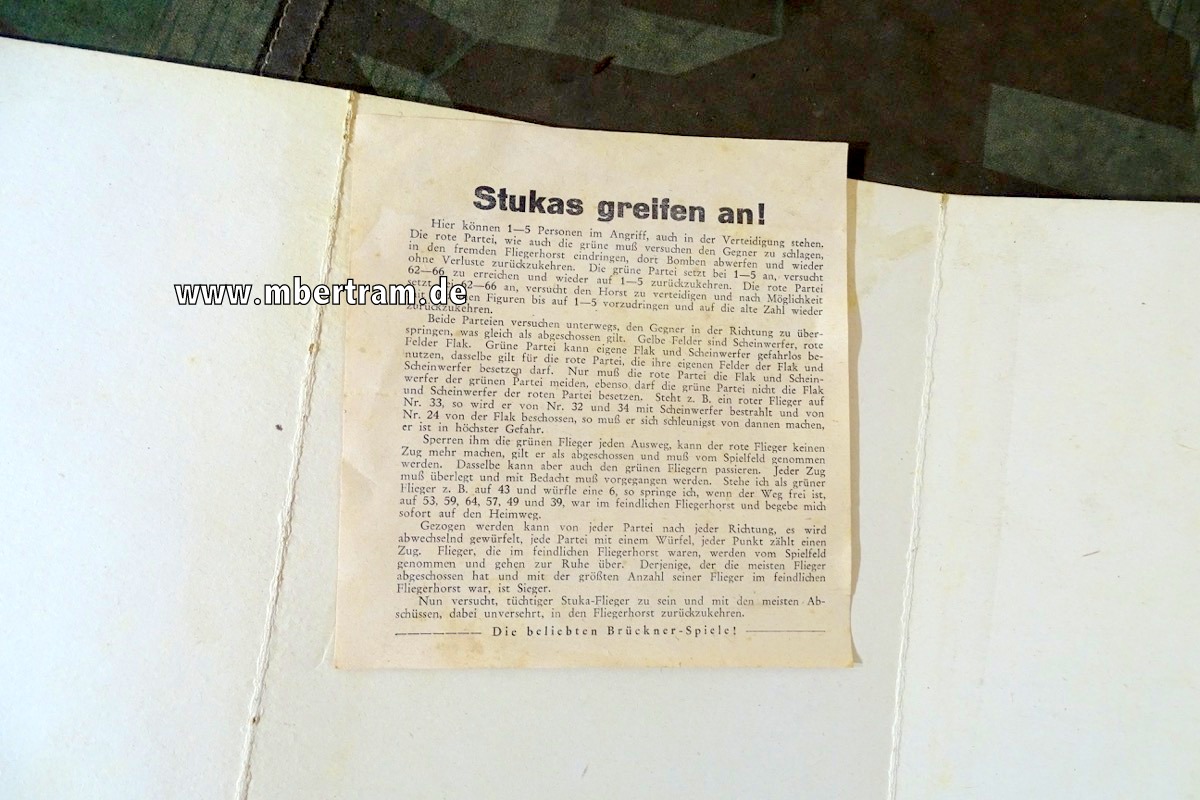 Stukas greifen an!
Hier können 1—5 Personen im Angriff, auch in der Verteidigung stehen.
Die rote Partei, wie auch die grüne muß versuchen den Gegner zu schlagen,
in den fremden Fliegerhorst eindringen, dort Bomben abwerfen und wieder
ohne Verluste zurückzukehren. Die grüne Partei setzt bei 1—5 an, versucht
62—66 zu erreichen und wieder auf 1—5 zurückzukehren. Die rote Partei
setzt bei 62—66 an, versucht den Horst zu verteidigen und nach Möglichkeit
www.mbertram.de
Figuren bis auf 1—5 vorzudringen und auf die alte Zahl wieder
zurückzukehren.
Beide Parteien versuchen unterwegs, den Gegner in der Richtung zu über-
springen, was gleich als abgeschossen gilt. Gelbe Felder sind Scheinwerfer, rote
Felder Flak. Grüne Partei kann eigene Flak und Scheinwerfer gefahrlos be-
nutzen, dasselbe gilt für die rote Partei, die ihre eigenen Felder der Flak und
Scheinwerfer besetzen darf. Nur muß die rote Partei die Flak und Schein-
werfer der grünen Partei meiden, ebenso darf die grüne Partei nicht die Flak
und Scheinwerfer der roten Partei besetzen. Steht z. B. ein roter Flieger auf
Nr. 33, so wird er von Nr. 32 und 34 mit Scheinwerfer bestrahlt und von
Nr. 24 von der Flak beschossen, so muß er sich schleunigst von dannen machen,
er ist in höchster Gefahr.
Sperren ihm die grünen Flieger jeden Ausweg, kann der rote Flieger keinen
Zug mehr machen, gilt er als abgeschossen und muß vom Spielfeld genommen
werden. Dasselbe kann aber auch den grünen Fliegern passieren. Jeder Zug
muß überlegt und mit Bedacht muß vorgegangen werden. Stehe ich als grüner
Flieger z. B. auf 43 und würfle eine 6, so springe ich, wenn der Weg frei ist,
auf 53, 59, 64, 57, 49 und 39, war im feindlichen Fliegerhorst und begebe mich
sofort auf den Heimweg.
Gezogen werden kann von jeder Partei nach jeder Richtung, es wird
abwechselnd gewürfelt, jede Partei mit einem Würfel, jeder Punkt zählt einen
Zug. Flieger, die im feindlichen Fliegerhorst waren, werden vom Spielfeld
genommen und gehen zur Ruhe über. Derjenige, der die meisten Flieger
abgeschossen hat und mit der größten Anzahl seiner Flieger im feindlichen
Fliegerhorst war, ist Sieger.
Nun versucht, tüchtiger Stuka-Flieger zu sein und mit den meisten Ab-
schüssen, dabei unversehrt, in den Fliegerhorst zurückzukehren.
Die beliebten Brückner-Spiele!